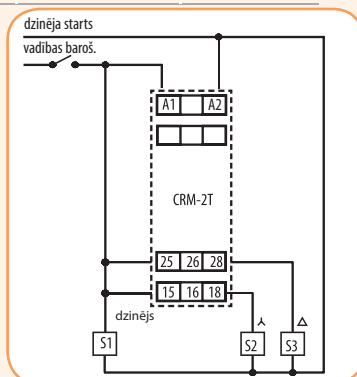 dzinēja starts
vadības baroš.
A1 A2
CRM-2T
25 26 28
15 16 18
dzinējs
S1 S2 S3